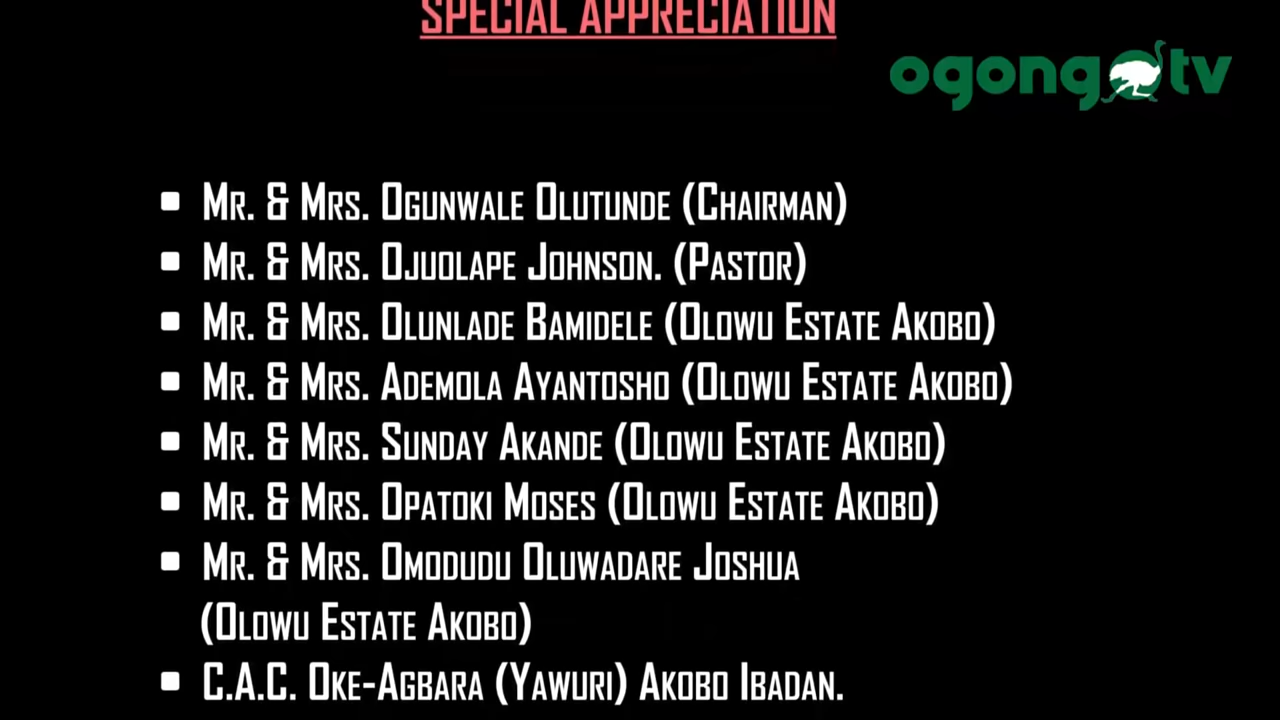 SPECIAL APPRECIATION
ogongo tv
▪ MR. & MRS. OGUNWALE OLUTUNDE (CHAIRMAN)
▪ MR. & MRS. OJUOLAPE JOHNSON. (PASTOR)
▪ MR. & MRS. OLUNLADE BAMIDELE (OLOWU ESTATE AKOBO)
▪ MR. & MRS. ADEMOLA AYANTOSHO (OLOWU ESTATE AKOBO)
▪ MR. & MRS. SUNDAY AKANDE (OLOWU ESTATE AKOBO)
▪ MR. & MRS. OPATOKI MOSES (OLOWU ESTATE AKOBO)
▪ MR. & MRS. OMODUDU OLUWADARE JOSHUA
(OLOWU ESTATE AKOBO)
▪ C.A.C. OKE-AGBARA (YAWURI) AKOBO IBADAN.